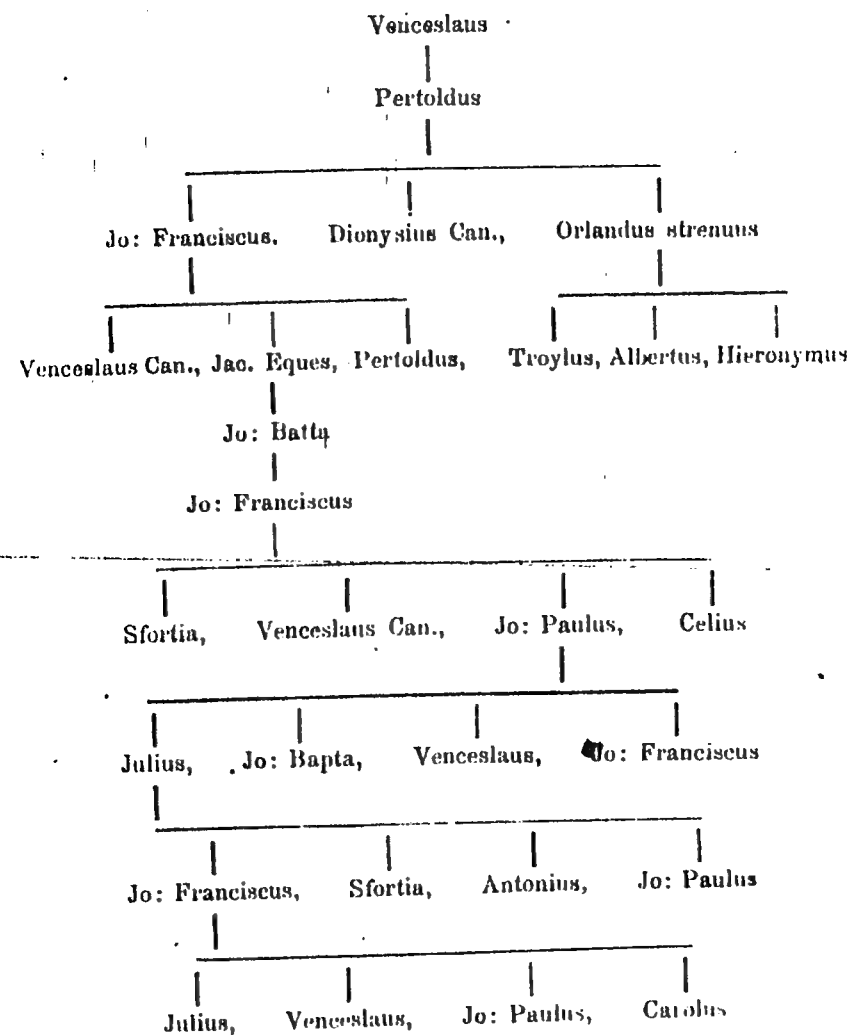 Venceslaus
Pertoldus
Jo: Franciscus. Dionysius Can., Orlandus strenuus
Venceslaus Can., Jac. Eques, Pertoldus, Troylus, Albertus, Hieronymus
Jo: Batta
Jo: Franciscus
Sfortia, Venceslaus Can., Jo: Paulus, Celius
Julius, Jo: Bapta, Venceslaus, Jo: Franciscus
Jo: Franciscus, Sfortia, Antonius, Jo: Paulus
Julius, Venceslaus, Jo: Paulus, Carolus